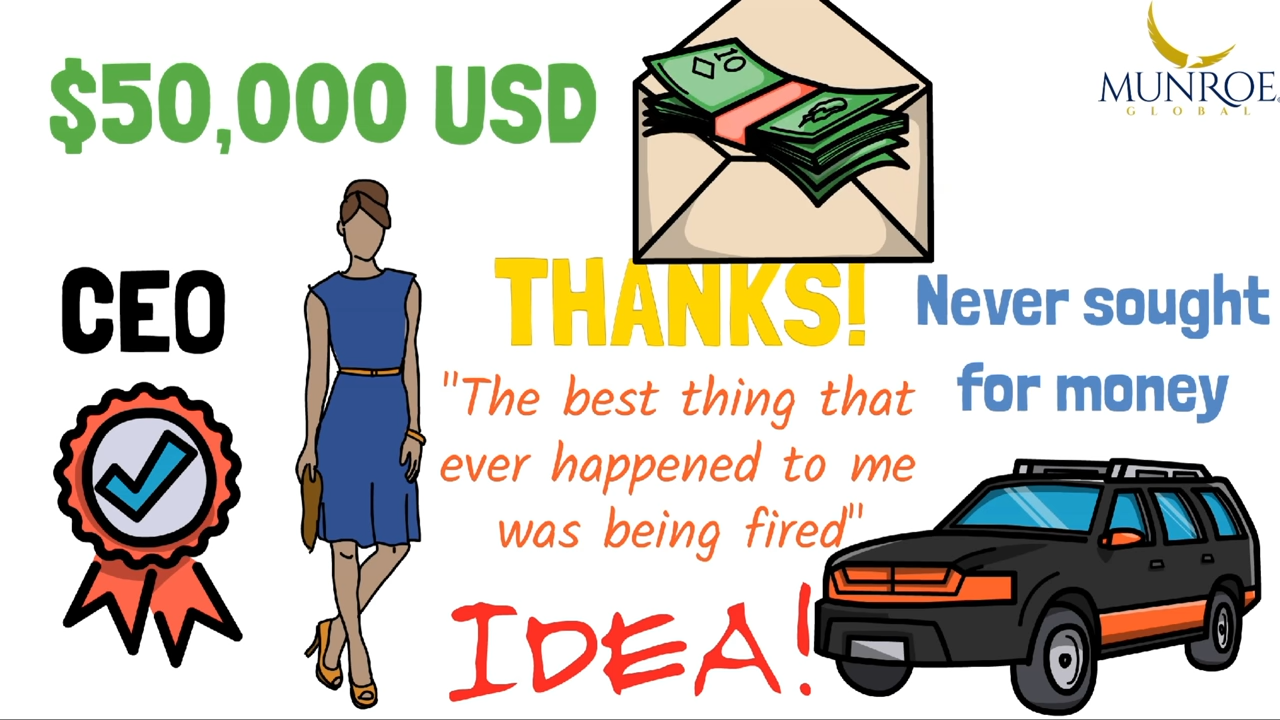 $50,000 USD
10
MUNROE
GLOBAL
CEO
THANKS!
Never sought
for money
"The best thing that
ever happened to me
was being fired"
IDEA!